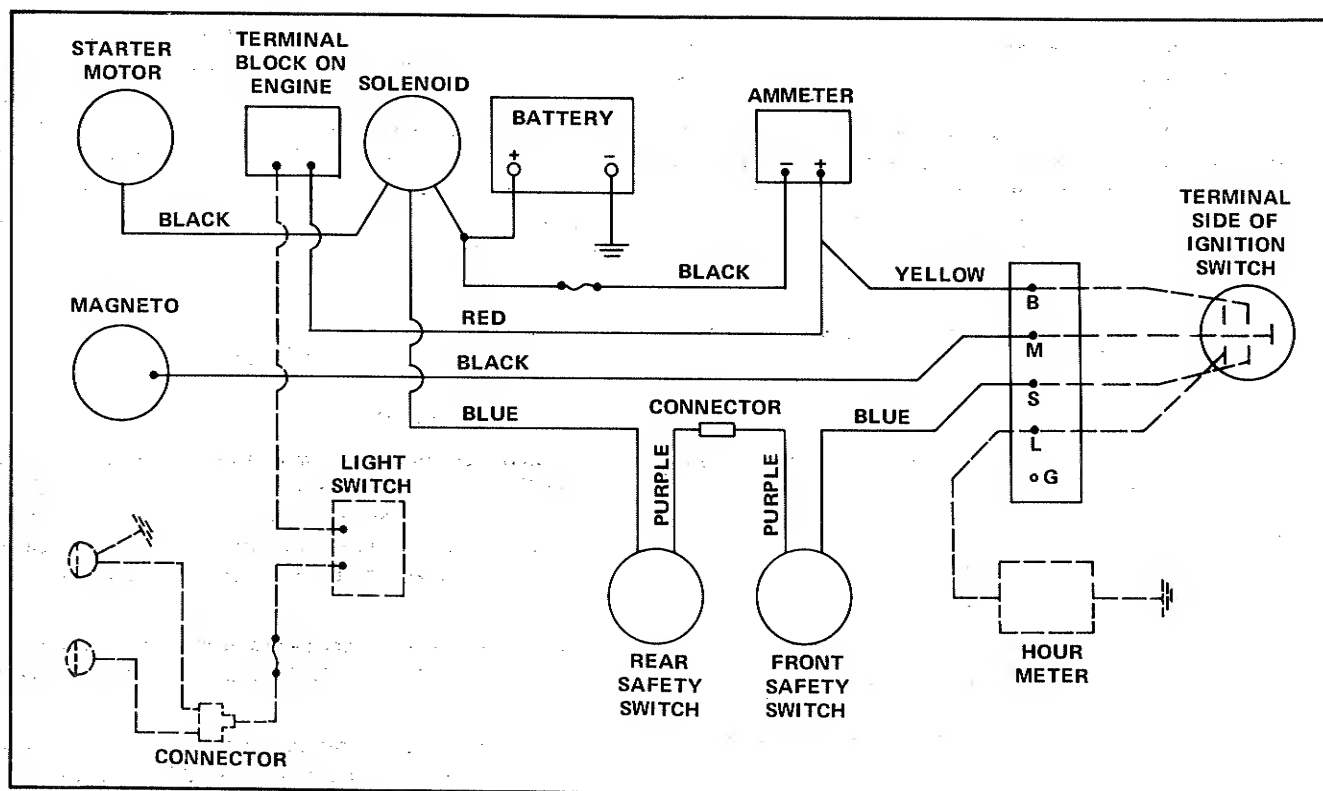 STARTER
MOTOR
TERMINAL
BLOCK ON
ENGINE
SOLENOID
BATTERY
+
−
AMMETER
− +
TERMINAL
SIDE OF
IGNITION
SWITCH
BLACK
BLACK
YELLOW
B
MAGNETO
RED
M
BLACK
S
BLUE
CONNECTOR
BLUE
L
G
PURPLE
PURPLE
LIGHT
SWITCH
REAR
SAFETY
SWITCH
FRONT
SAFETY
SWITCH
HOUR
METER
CONNECTOR